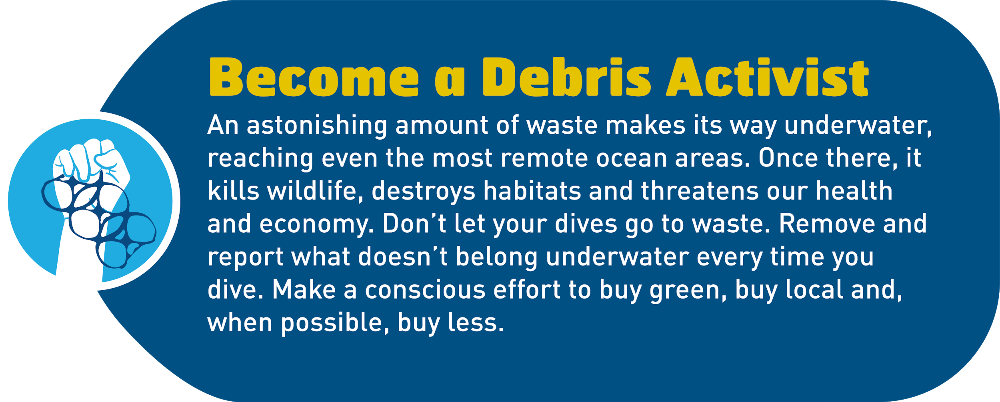 Become a Debris Activist
An astonishing amount of waste makes its way underwater,
reaching even the most remote ocean areas. Once there, it
kills wildlife, destroys habitats and threatens our health
and economy. Don’t let your dives go to waste. Remove and
report what doesn’t belong underwater every time you
dive. Make a conscious effort to buy green, buy local and,
when possible, buy less.